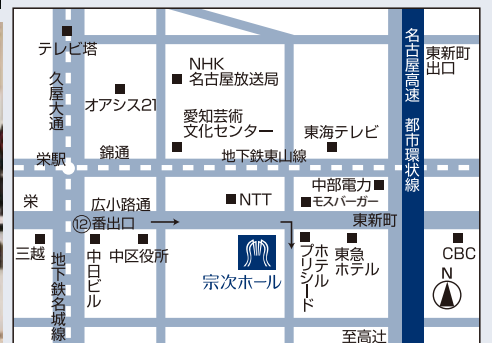 テレビ塔
久屋大通
オアシス21
NHK
名古屋放送局
愛知芸術
文化センター
東海テレビ
名古屋高速 都市環状線
東新町
出口
栄駅
錦通
地下鉄東山線
中部電力
モスバーガー
栄
広小路通
⑫番出口
NTT
東新町
三越
地下鉄名城線
中日ビル
中区役所
宗次ホール
ホテル
プリシード
東急
ホテル
CBC
N
至高辻